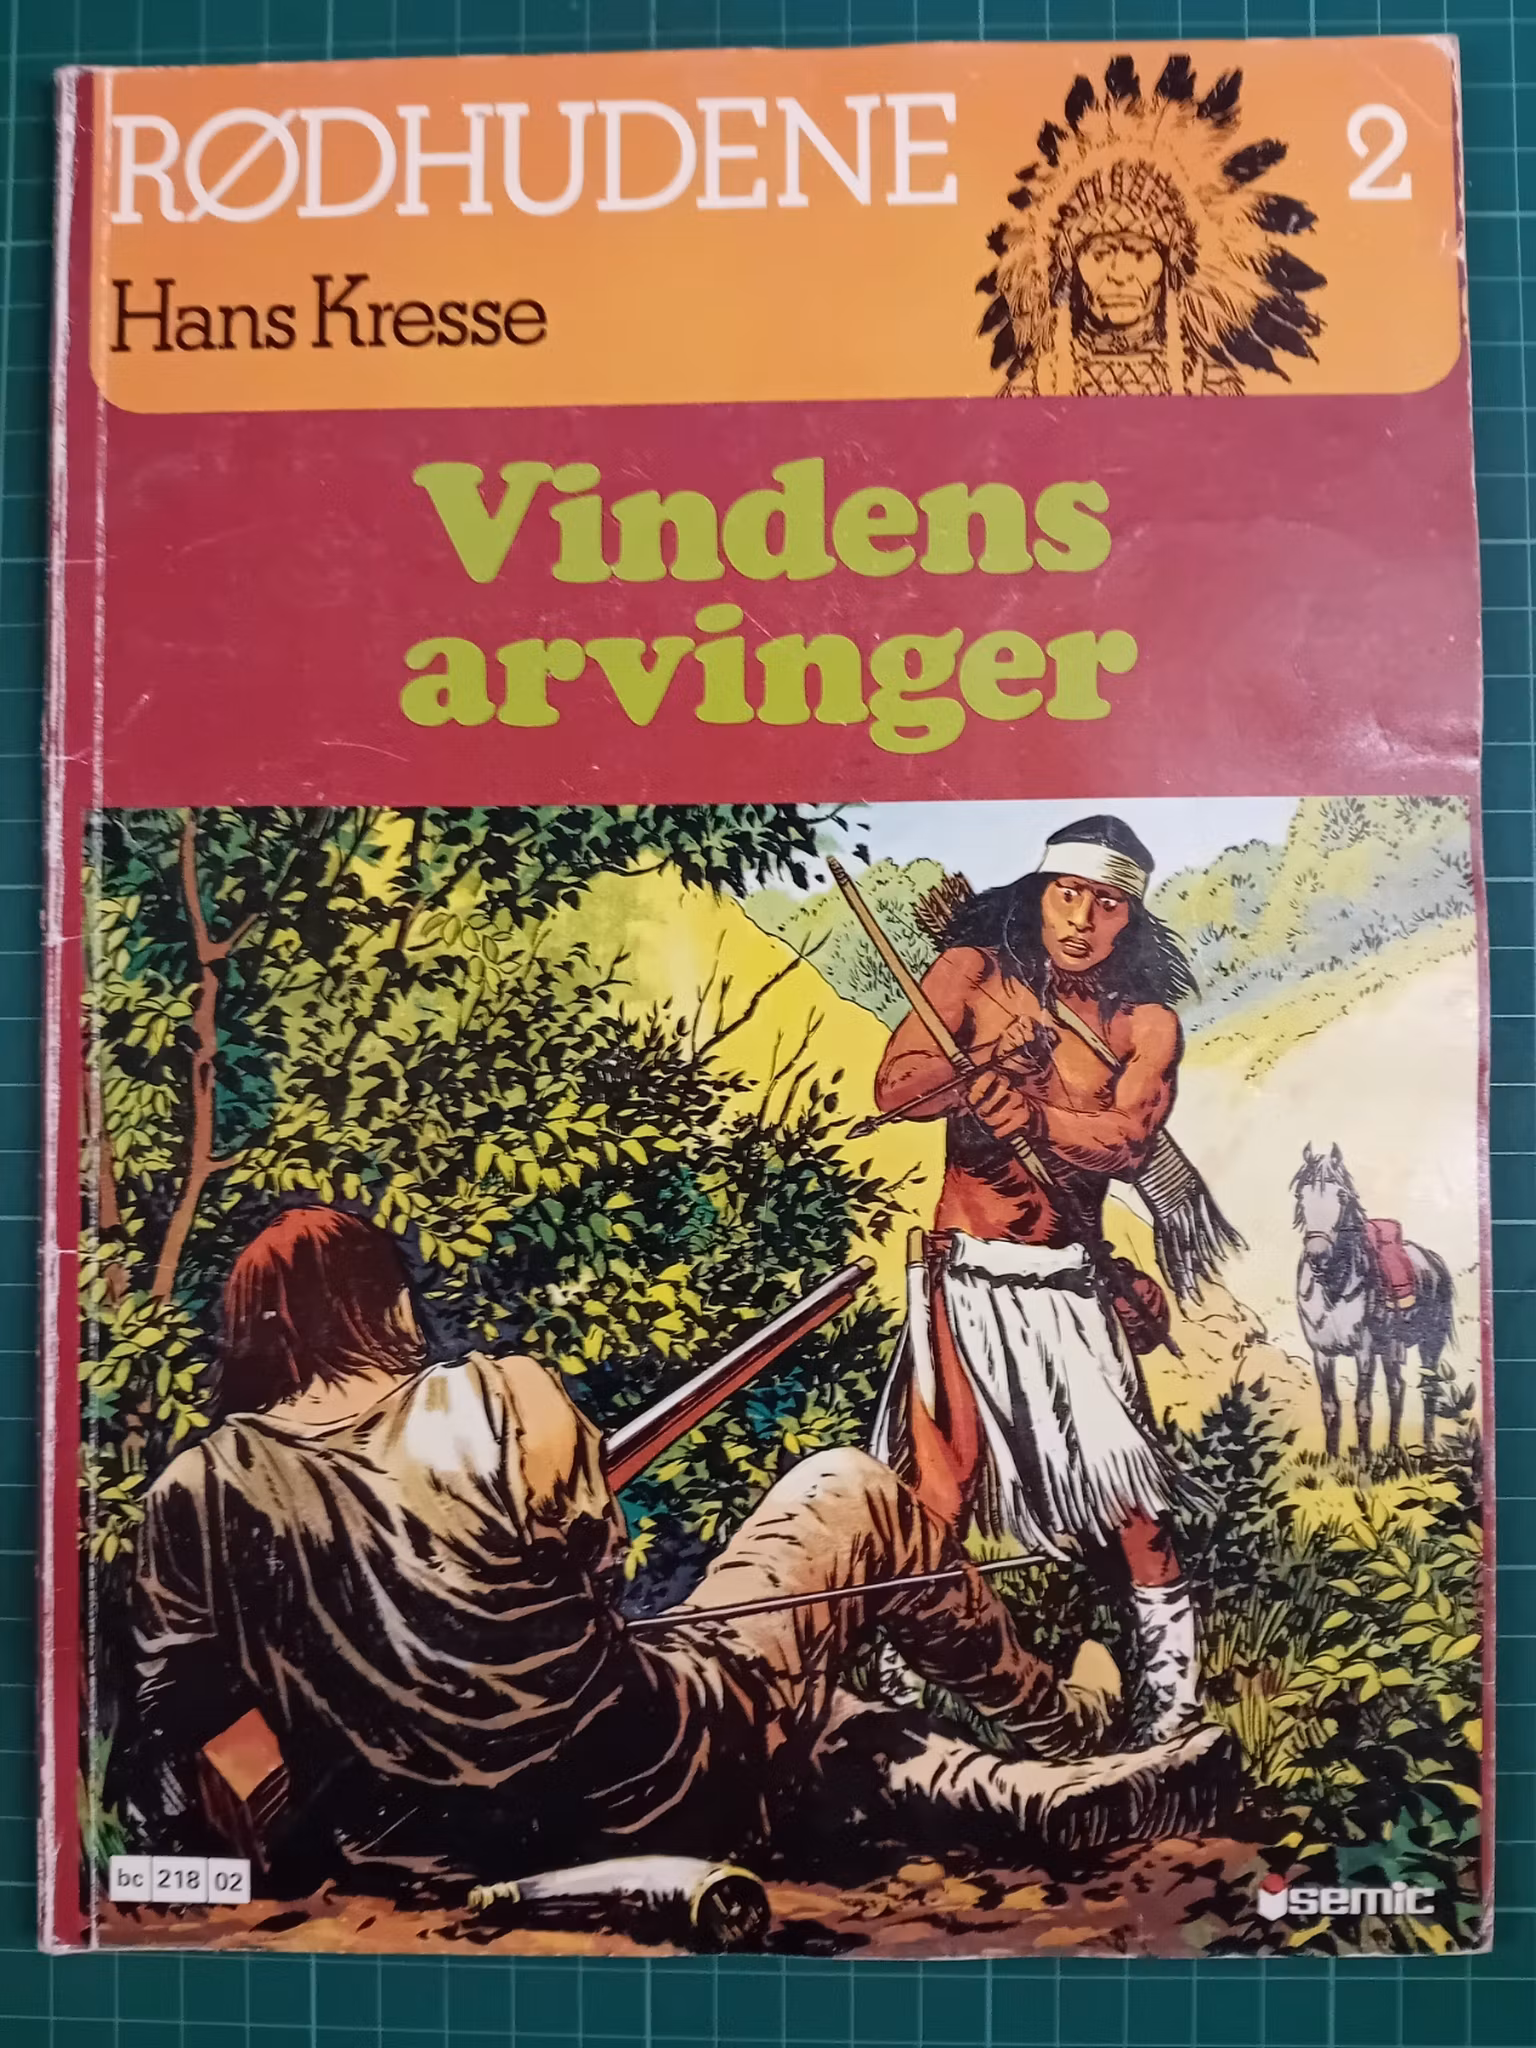 RØDHUDENE
2
Hans Kresse
Vindens
arvinger
bc 218 02
semic